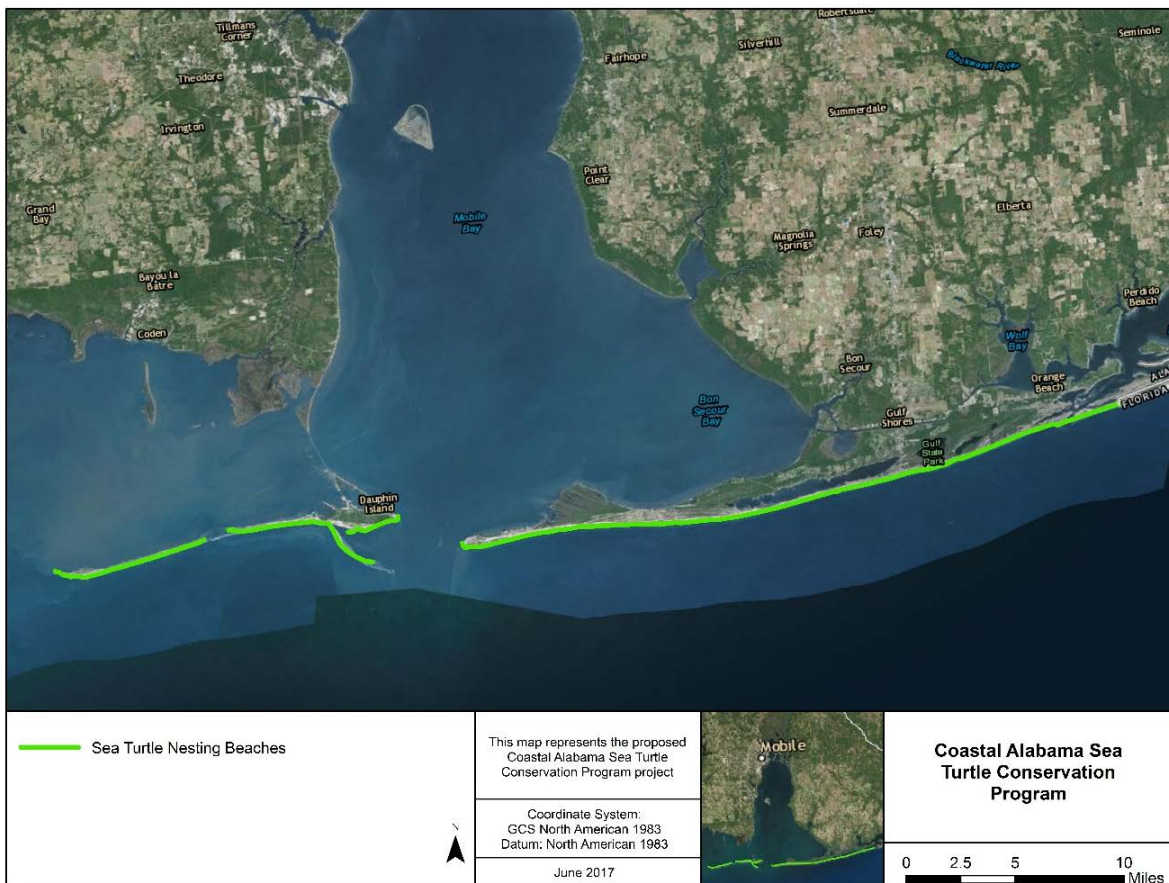 Tillmans
Corner
Theodore
Irvington
Grand
Bay
Bayou la
Batre
Coden
Dauphin
Island
Mobile
Bay
Bon
Secour
Bay
Fairhope
Point
Clear
Robertsdale
Silverhill
Summerdale
Blackwater River
Seminole
Elberta
Magnolia
Springs
Foley
Perdido
Beach
Wolf
Bay
Bon
Secour
Orange
Beach
Gulf
Shores
Gulf
State
Park
ALA
FLORIDA
Sea Turtle Nesting Beaches
N
This map represents the proposed
Coastal Alabama Sea Turtle
Conservation Program project
Coordinate System:
GCS North American 1983
Datum: North American 1983
June 2017
Mobile
Coastal Alabama Sea
Turtle Conservation
Program
0 2.5 5 10
Miles